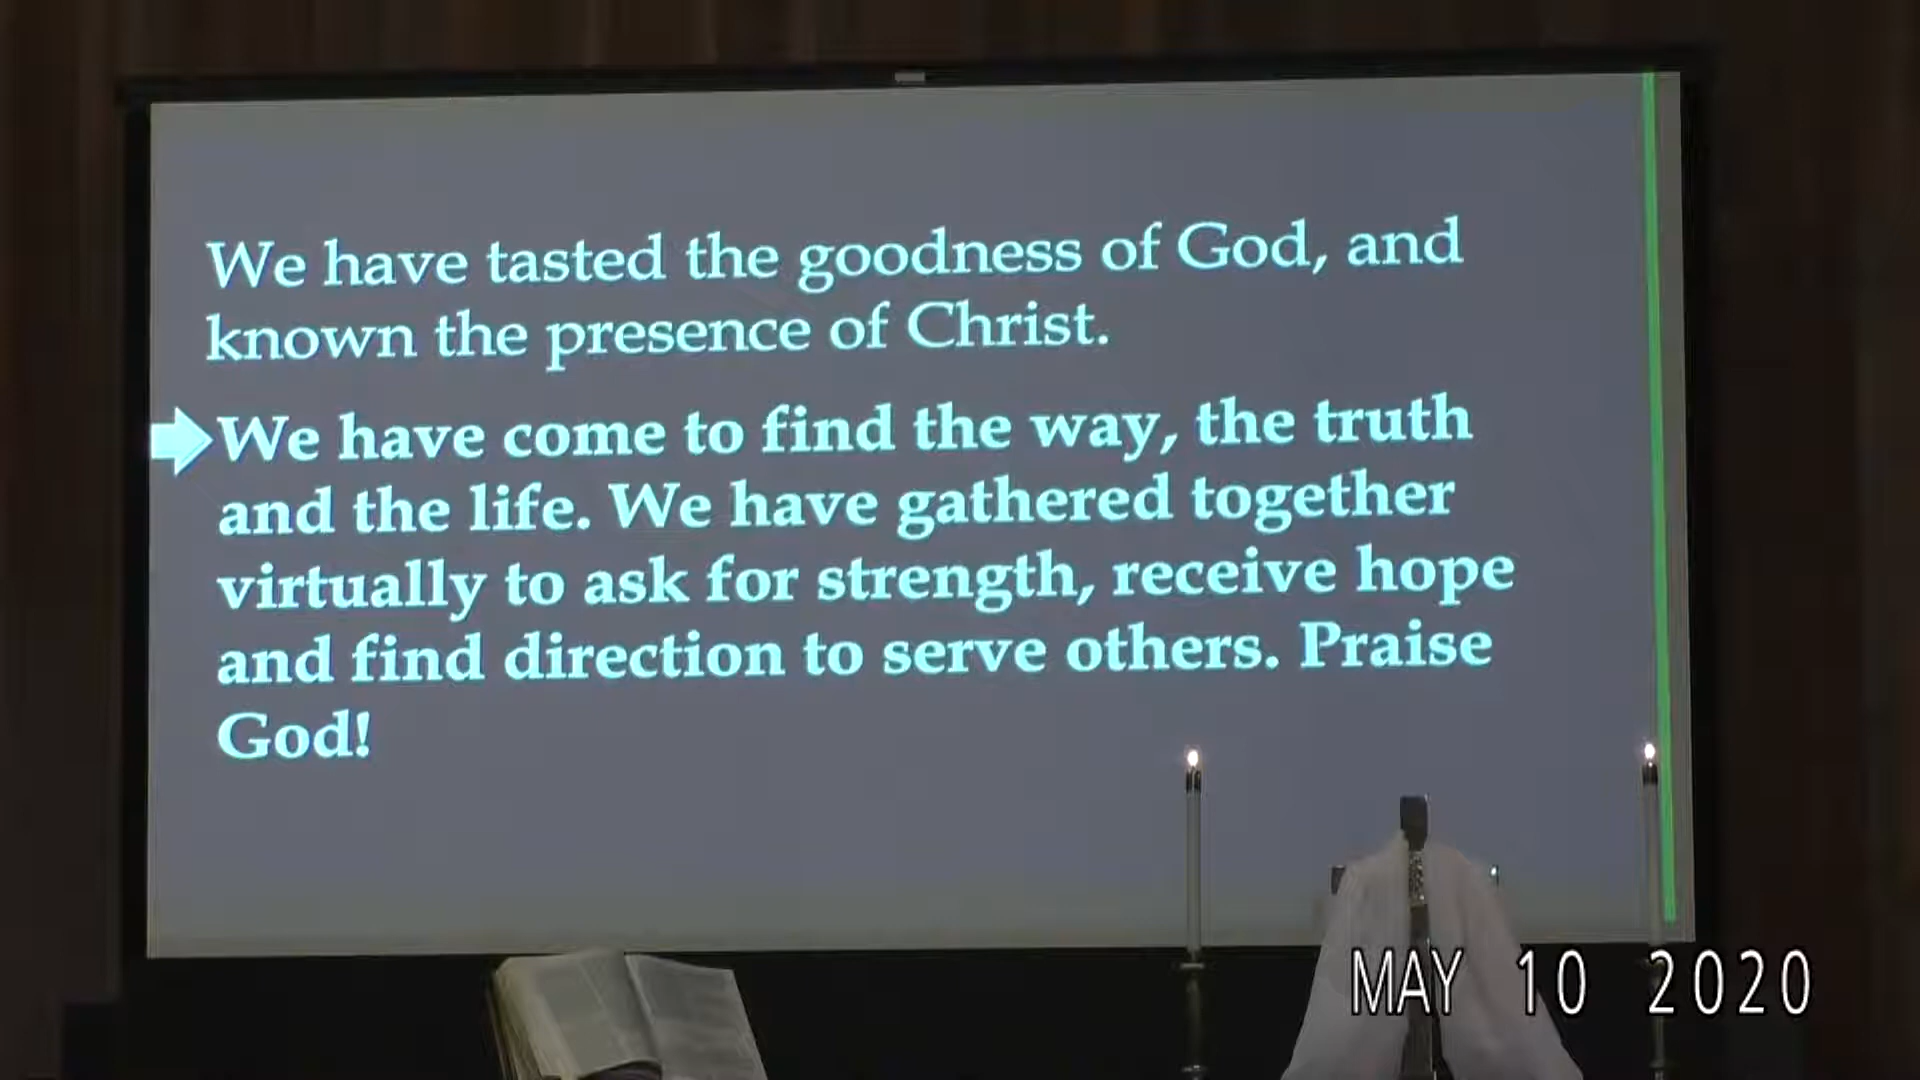 We have tasted the goodness of God, and
known the presence of Christ.
We have come to find the way, the truth
and the life. We have gathered together
virtually to ask for strength, receive hope
and find direction to serve others. Praise
God!
MAY 10 2020